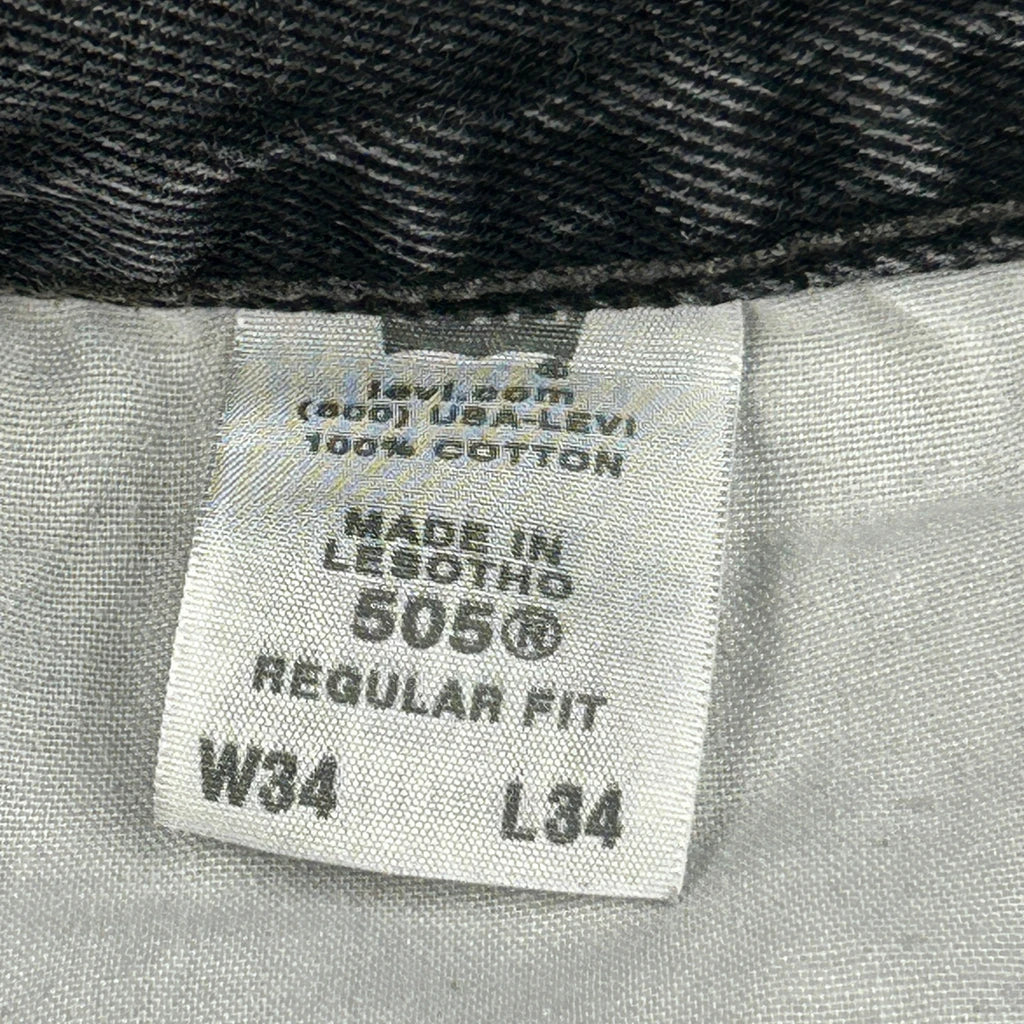 ®
levi.com
(800) USA-LEVI
100% COTTON
MADE IN
LESOTHO
505®
REGULAR FIT
W34 L34